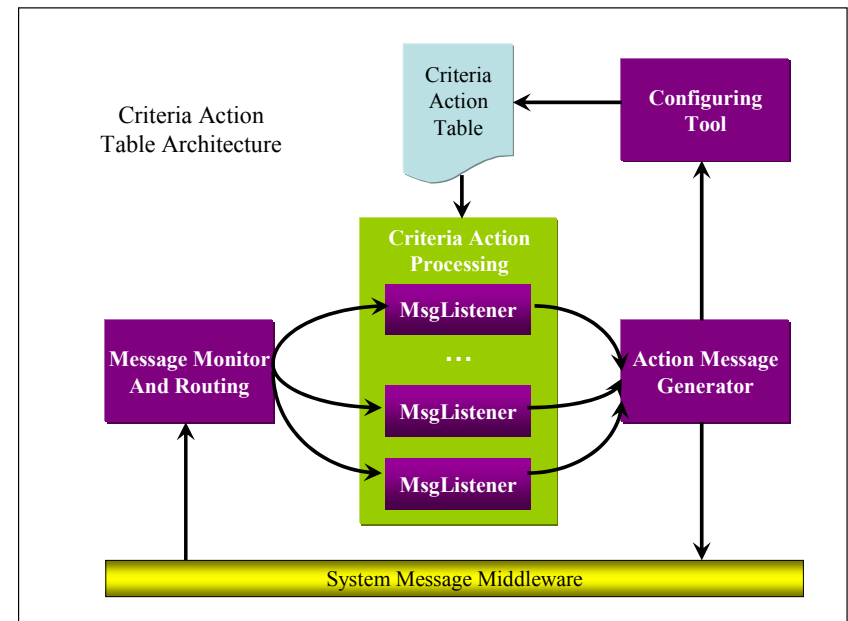 Criteria Action
Table Architecture
Criteria
Action
Table
Configuring
Tool
Criteria Action
Processing
MsgListener
...
MsgListener
MsgListener
Message Monitor
And Routing
Action Message
Generator
System Message Middleware